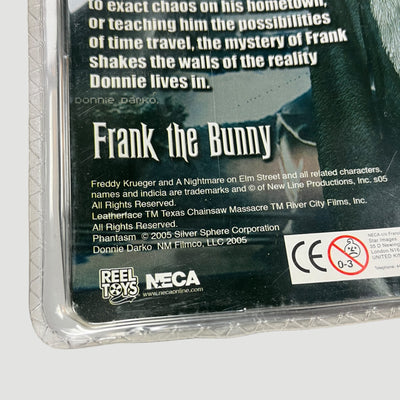 to exact chaos on his hometown,
or teaching him the possibilities
of time travel, the mystery of Frank
shakes the walls of the reality
Donnie lives in.
donnie darko.
Frank the Bunny
Freddy Krueger and A Nightmare on Elm Street and all related characters,
names and indicia are trademarks and © of New Line Productions, Inc. s05
All Rights Reserved.
Leatherface TM Texas Chainsaw Massacre TM River City Films, Inc.
All Rights Reserved.
Phantasm © 2005 Silver Sphere Corporation
Donnie Darko NM Filmco, LLC 2005
REEL TOYS
NECA
www.necaonline.com
CE
0-3
Star Images